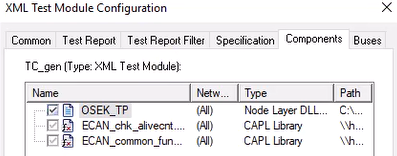 XML Test Module Configuration
Common Test Report Test Report Filter Specification Components Buses
TC_gen (Type: XML Test Module):
Name Netw... Type Path
OSEK_TP (All) Node Layer DLL... C:\...
ECAN_chk_alivecnt.... (All) CAPL Library \\h...
ECAN_common_fun... (All) CAPL Library \\h...